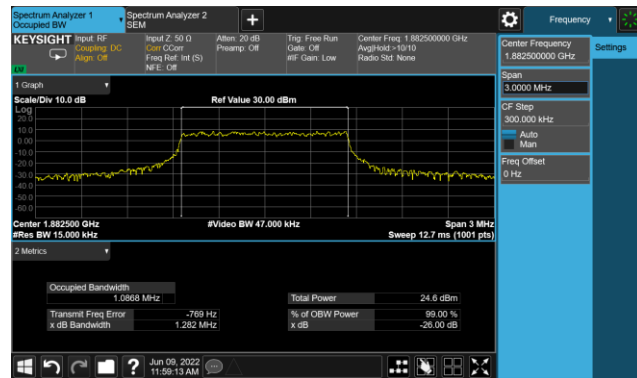 Spectrum Analyzer 1
Occupied BW
Spectrum Analyzer 2
SEM
Frequency
KEYSIGHT
Input: RF
Coupling: DC
Align: Off
Input Z: 50 Ω
Corr CCorr
Freq Ref: Int (S)
NFE: Off
Atten: 20 dB
Preamp: Off
Trig: Free Run
Gate: Off
#IF Gain: Low
Center Freq: 1.882500000 GHz
Avg|Hold:>10/10
Radio Std: None
Center Frequency
1.882500000 GHz
Settings
Span
3.0000 MHz
CF Step
300.000 kHz
Auto
Man
Freq Offset
0 Hz
1 Graph
Scale/Div 10.0 dB
Ref Value 30.00 dBm
Log
20.0
10.0
0.00
-10.0
-20.0
-30.0
-40.0
-50.0
-60.0
Center 1.882500 GHz
#Video BW 47.000 kHz
Span 3 MHz
#Res BW 15.000 kHz
Sweep 12.7 ms (1001 pts)
2 Metrics
Occupied Bandwidth
1.0868 MHz
Total Power
24.6 dBm
Transmit Freq Error
-769 Hz
% of OBW Power
99.00 %
x dB Bandwidth
1.282 MHz
x dB
-26.00 dB
?
Jun 09, 2022
11:59:13 AM